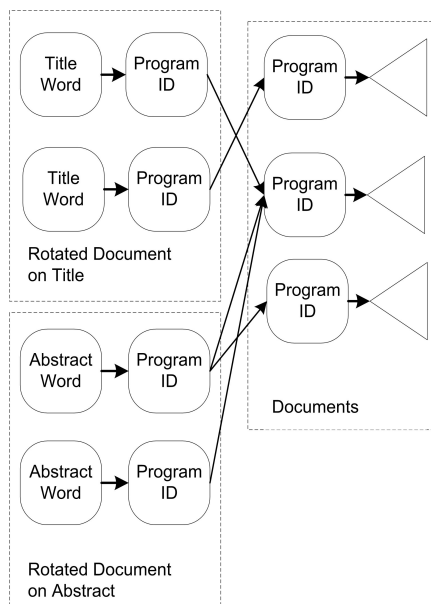 Title
Word
Program
ID
Title
Word
Program
ID
Rotated Document
on Title
Abstract
Word
Program
ID
Abstract
Word
Program
ID
Rotated Document
on Abstract
Program
ID
Program
ID
Program
ID
Documents